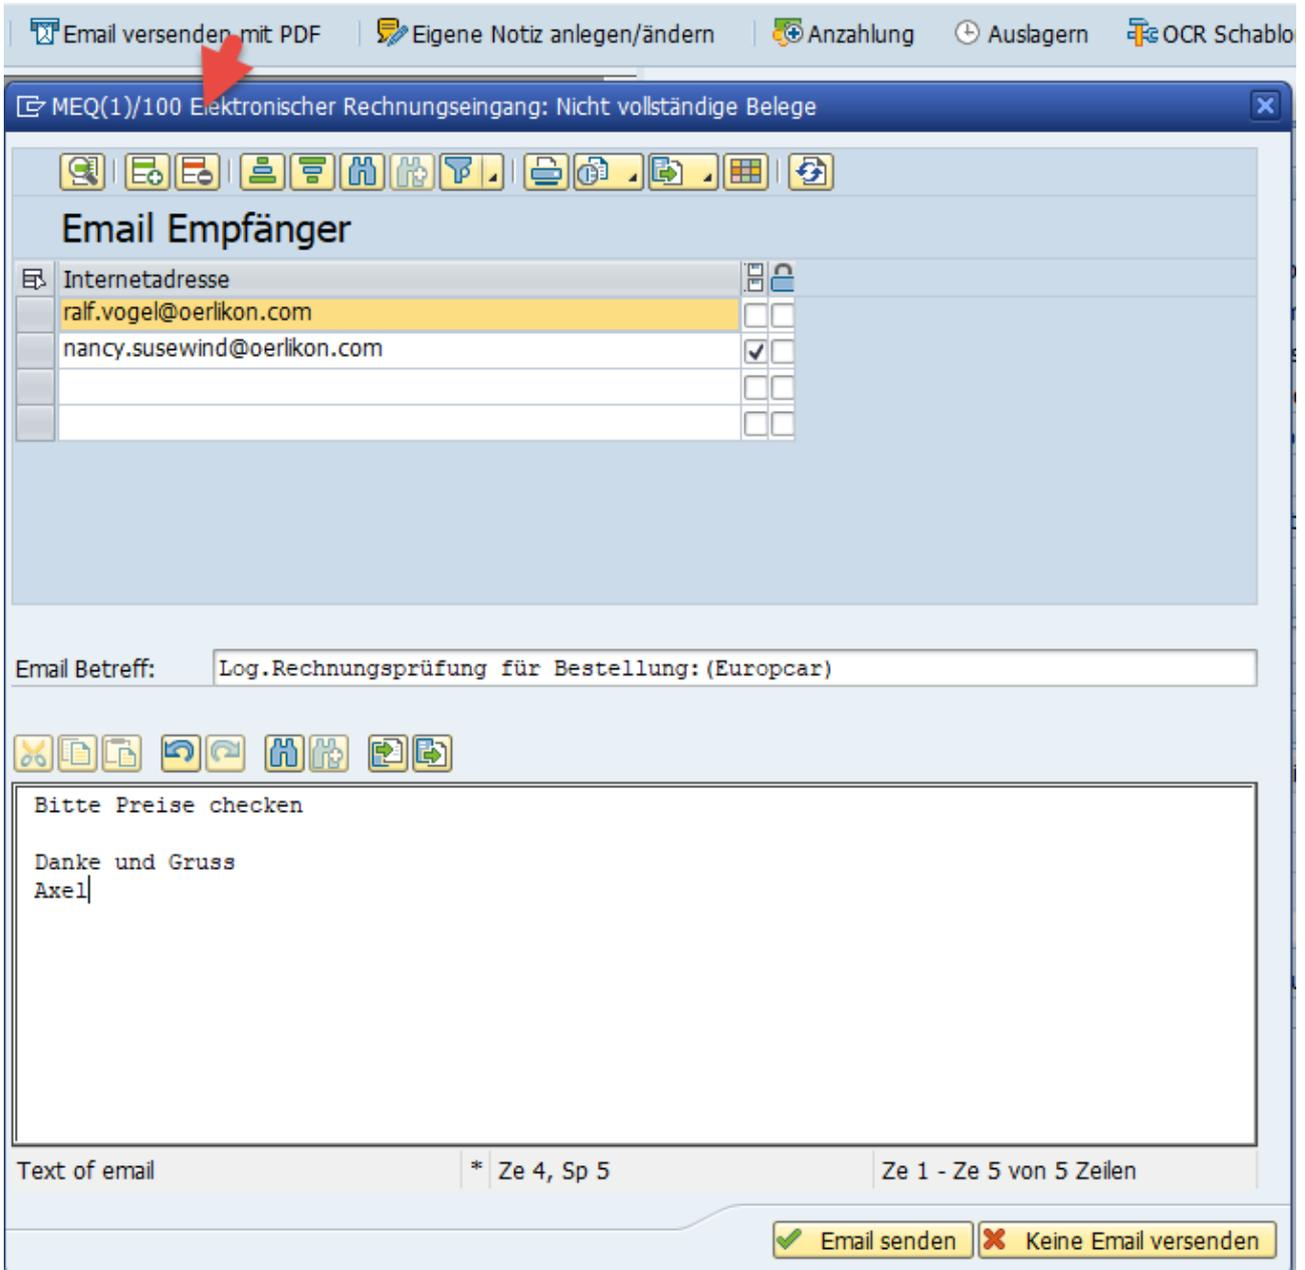 Email versenden mit PDF Eigene Notiz anlegen/ändern Anzahlung Auslagern OCR Schablo
MEQ(1)/100 Elektronischer Rechnungseingang: Nicht vollständige Belege
Email Empfänger
Internetadresse
ralf.vogel@oerlikon.com
nancy.susewind@oerlikon.com
Email Betreff: Log.Rechnungsprüfung für Bestellung:(Europcar)
Bitte Preise checken
Danke und Gruss
Axel
Text of email * Ze 4, Sp 5 Ze 1 - Ze 5 von 5 Zeilen
Email senden Keine Email versenden